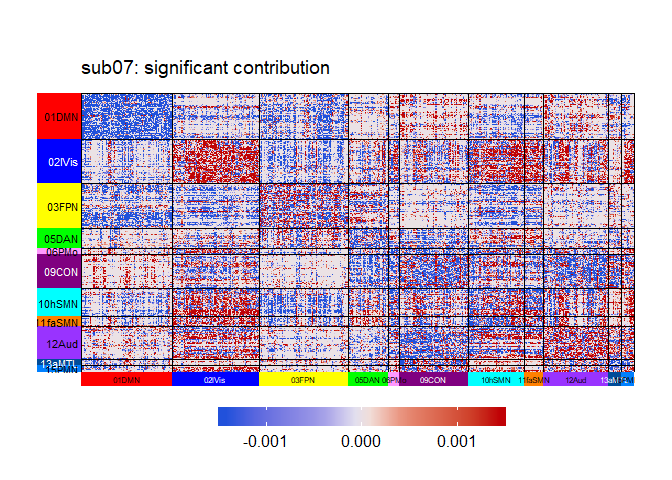 sub07: significant contribution
01DMN
02lVis
03FPN
05DAN
09CON
10hSMN
11faSMN
12Aud
13aMTL
01DMN
02lVis
03FPN
05DAN
09CON
10hSMN
11faSMN
12Aud
-0.001
0.000
0.001